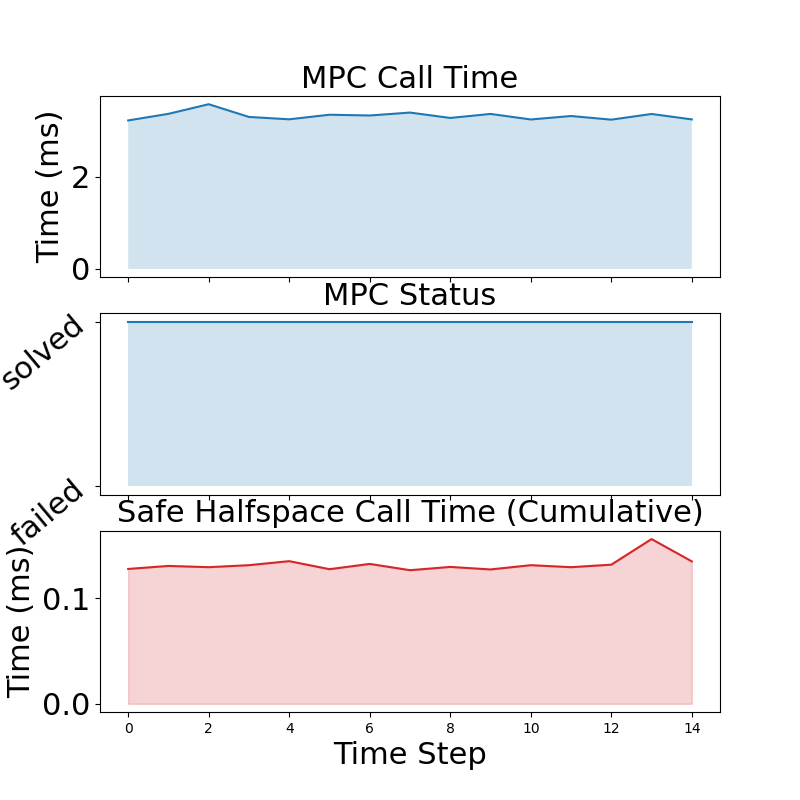 MPC Call Time
Time (ms)
2
0
MPC Status
solved
failed
Safe Halfspace Call Time (Cumulative)
Time (ms)
0.1
0.0
0 2 4 6 8 10 12 14
Time Step